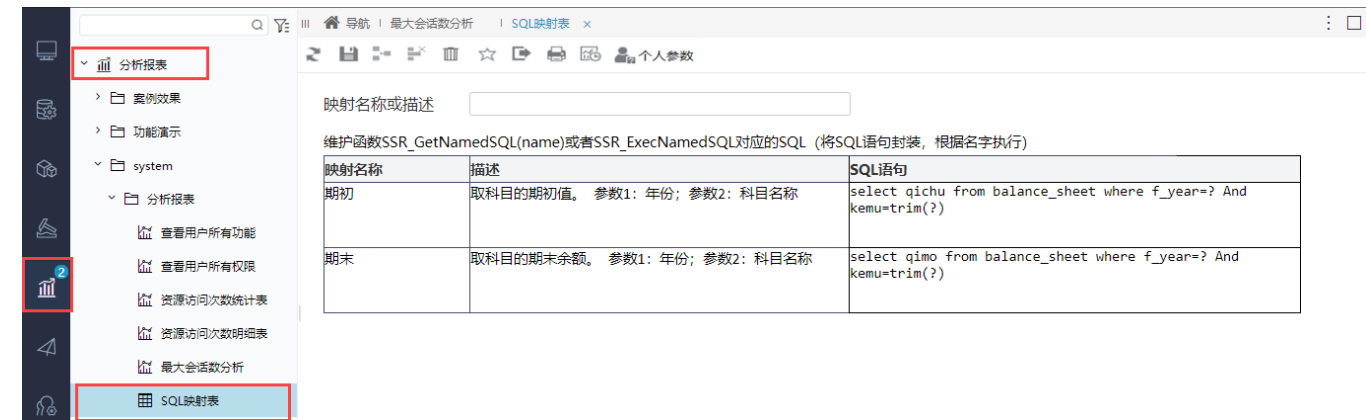 导航
最大会话数分析
SQL映射表 ×
分析报表
个人参数
案例效果
映射名称或描述
功能演示
维护函数SSR_GetNamedSQL(name)或者SSR_ExecNamedSQL对应的SQL（将SQL语句封装，根据名字执行）
system
映射名称 描述 SQL语句
期初 取科目的期初值。 参数1：年份；参数2：科目名称 select qichu from balance_sheet where f_year=? And
kemu=trim(?)
分析报表
查看用户所有功能
期末 取科目的期末余额。 参数1：年份；参数2：科目名称 select qimo from balance_sheet where f_year=? And
kemu=trim(?)
查看用户所有权限
2
资源访问次数统计表
资源访问次数明细表
最大会话数分析
SQL映射表